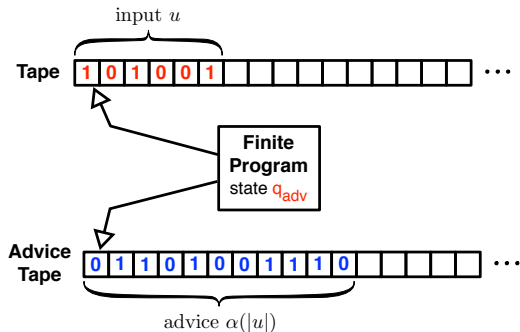 input u
Tape 1 0 1 0 0 1 ...
Finite
Program
state q_adv
Advice
Tape 0 1 1 0 1 0 0 1 1 1 0 ...
advice α(|u|)